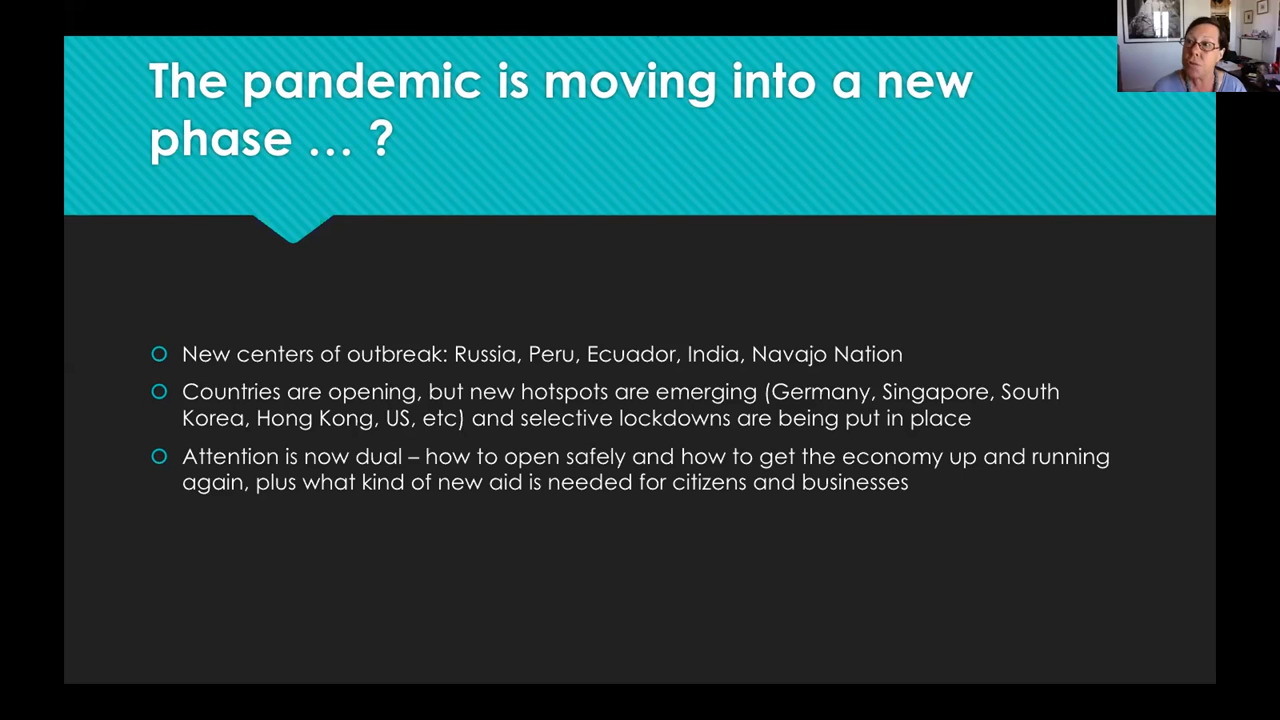 The pandemic is moving into a new
phase … ?
New centers of outbreak: Russia, Peru, Ecuador, India, Navajo Nation
Countries are opening, but new hotspots are emerging (Germany, Singapore, South
Korea, Hong Kong, US, etc) and selective lockdowns are being put in place
Attention is now dual – how to open safely and how to get the economy up and running
again, plus what kind of new aid is needed for citizens and businesses